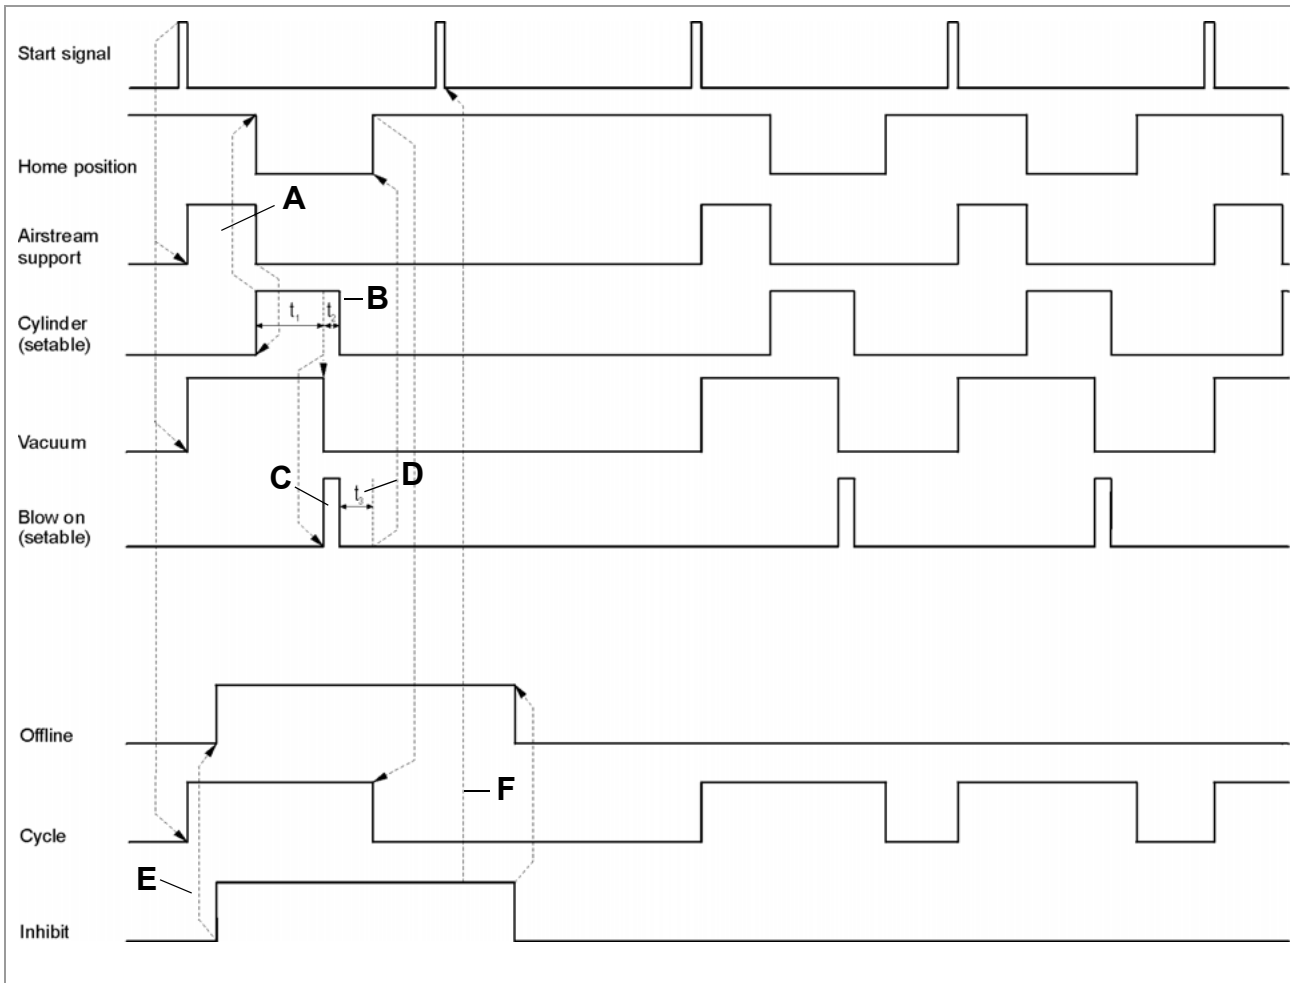 Start signal
Home position
A
Airstream
support
B
t1
t2
Cylinder
(setable)
Vacuum
C
D
t3
Blow on
(setable)
Offline
F
Cycle
E
Inhibit